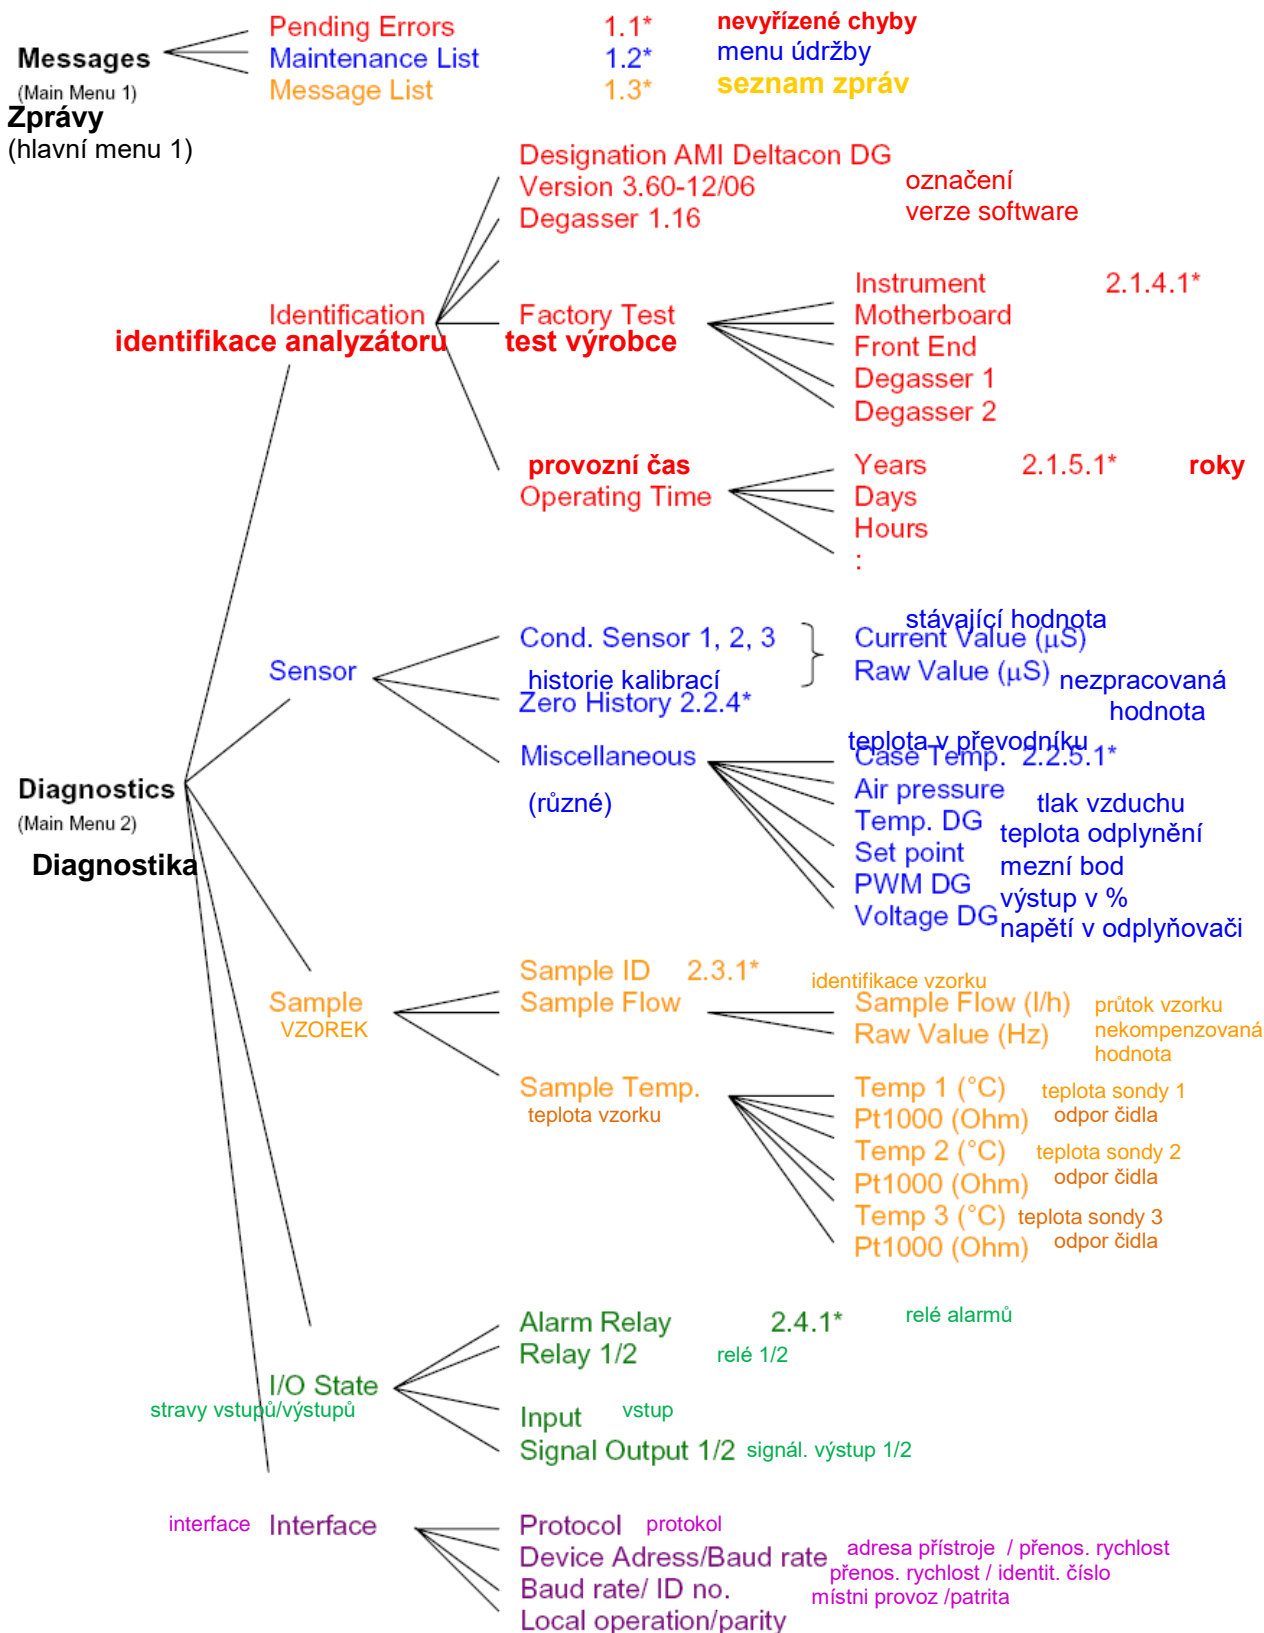 Messages
(Main Menu 1)
Zprávy
(hlavní menu 1)
Pending Errors 1.1* nevyřízené chyby
Maintenance List 1.2* menu údržby
Message List 1.3* seznam zpráv
Designation AMI Deltacon DG
Version 3.60-12/06 označení
Degasser 1.16 verze software
Identification
identifikace analyzátoru
Factory Test
test výrobce
Instrument 2.1.4.1*
Motherboard
Front End
Degasser 1
Degasser 2
provozní čas
Operating Time
Years 2.1.5.1* roky
Days
Hours
:
Sensor
Cond. Sensor 1, 2, 3
stávající hodnota
Current Value (µS)
Raw Value (µS) nezpracovaná
hodnota
historie kalibrací
Zero History 2.2.4*
Miscellaneous
(různé)
teplota v převodníku
Case Temp. 2.2.5.1*
Air pressure tlak vzduchu
Temp. DG teplota odplynění
Set point mezní bod
PWM DG výstup v %
Voltage DG napětí v odplyňovači
Diagnostics
(Main Menu 2)
Diagnostika
Sample
VZOREK
Sample ID 2.3.1* identifikace vzorku
Sample Flow
Sample Flow (l/h) průtok vzorku
Raw Value (Hz) nekompenzovaná
hodnota
Sample Temp.
teplota vzorku
Temp 1 (°C) teplota sondy 1
Pt1000 (Ohm) odpor čidla
Temp 2 (°C) teplota sondy 2
Pt1000 (Ohm) odpor čidla
Temp 3 (°C) teplota sondy 3
Pt1000 (Ohm) odpor čidla
I/O State
stravy vstupů/výstupů
Alarm Relay 2.4.1* relé alarmů
Relay 1/2 relé 1/2
Input vstup
Signal Output 1/2 signál. výstup 1/2
interface Interface
Protocol protokol
Device Adress/Baud rate adresa přístroje / přenos. rychlost
Baud rate/ ID no. přenos. rychlost / identit. číslo
Local operation/parity místni provoz /patrita